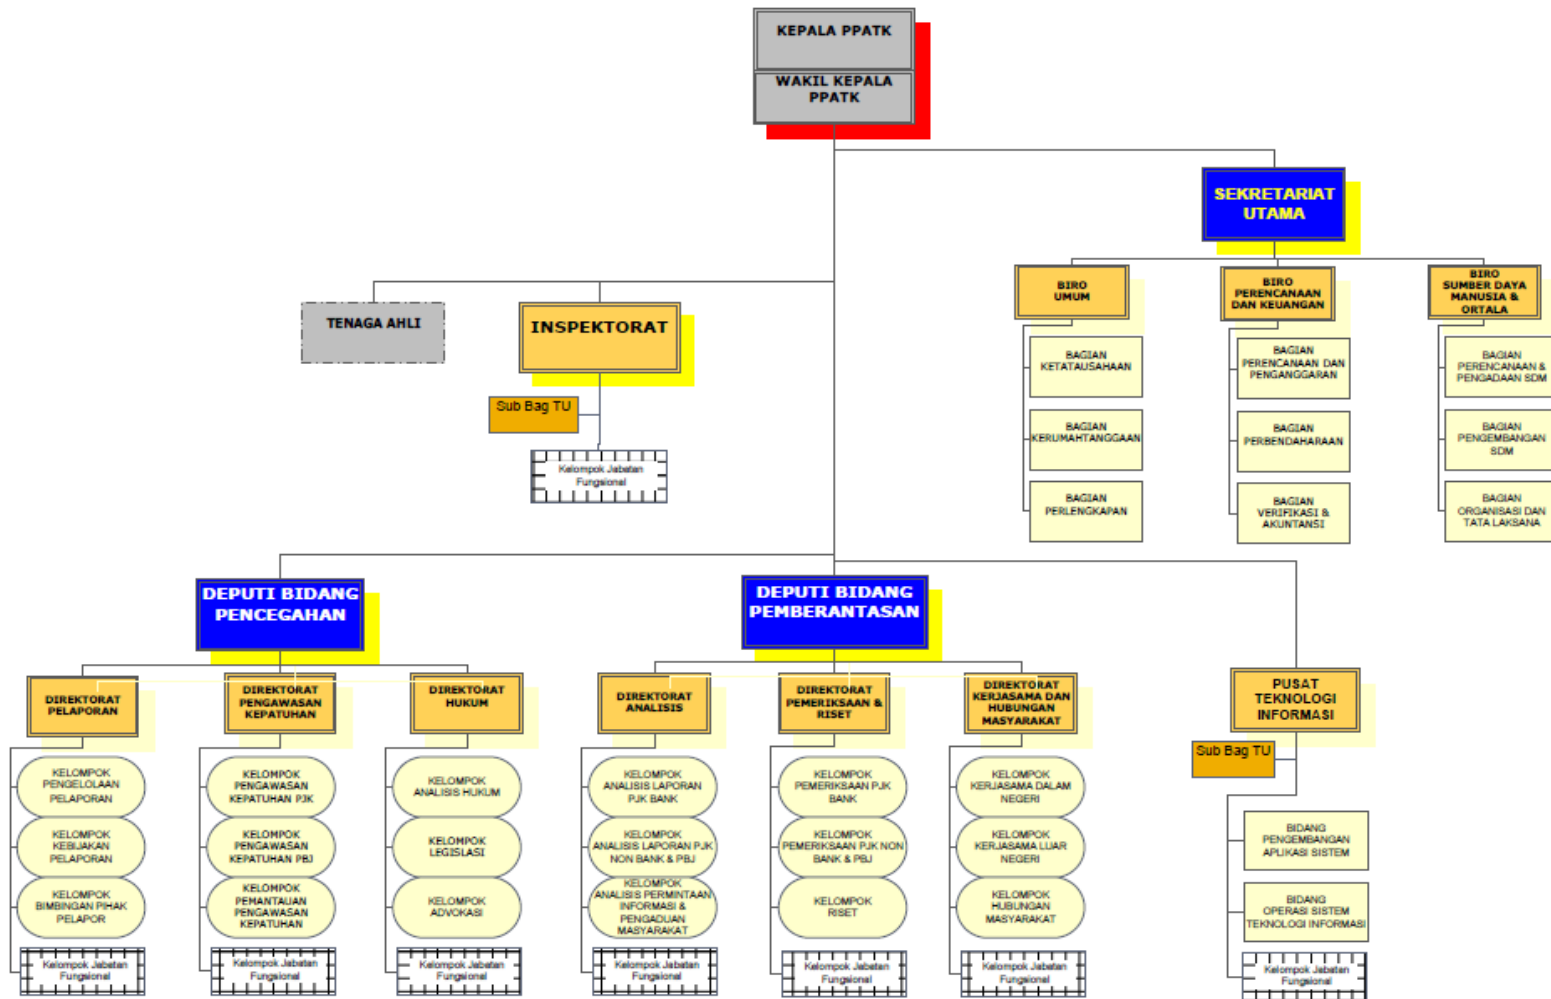 KEPALA PPATK
WAKIL KEPALA
PPATK
SEKRETARIAT
UTAMA
BIRO
UMUM
BAGIAN
KETATAUSAHAAN
BAGIAN
KERUMAHTANGGAAN
BAGIAN
PERLENGKAPAN
BIRO
PERENCANAAN
DAN KEUANGAN
BAGIAN
PERENCANAAN DAN
PENGANGGARAN
BAGIAN
PERBENDAHARAAN
BAGIAN
VERIFIKASI &
AKUNTANSI
BIRO
SUMBER DAYA
MANUSIA &
ORTALA
BAGIAN
PERENCANAAN &
PENGADAAN SDM
BAGIAN
PENGEMBANGAN
SDM
BAGIAN
ORGANISASI DAN
TATA LAKSANA
TENAGA AHLI
INSPEKTORAT
Sub Bag TU
Kelompok Jabatan
Fungsional
DEPUTI BIDANG
PENCEGAHAN
DIREKTORAT
PELAPORAN
KELOMPOK
PENGELOLAAN
PELAPORAN
KELOMPOK
KEBIJAKAN
PELAPORAN
KELOMPOK
BIMBINGAN PIHAK
PELAPOR
Kelompok Jabatan
Fungsional
DIREKTORAT
PENGAWASAN
KEPATUHAN
KELOMPOK
PENGAWASAN
KEPATUHAN PJK
KELOMPOK
PENGAWASAN
KEPATUHAN PBJ
KELOMPOK
PEMANTAUAN
PENGAWASAN
KEPATUHAN
Kelompok Jabatan
Fungsional
DIREKTORAT
HUKUM
KELOMPOK
ANALISIS HUKUM
KELOMPOK
LEGISLASI
KELOMPOK
ADVOKASI
Kelompok Jabatan
Fungsional
DEPUTI BIDANG
PEMBERANTASAN
DIREKTORAT
ANALISIS
KELOMPOK
ANALISIS LAPORAN
PJK BANK
KELOMPOK
ANALISIS LAPORAN PJK
NON BANK & PBJ
KELOMPOK
ANALISIS PERMINTAAN
INFORMASI &
PENGADUAN
MASYARAKAT
Kelompok Jabatan
Fungsional
DIREKTORAT
PEMERIKSAAN &
RISET
KELOMPOK
PEMERIKSAAN PJK
BANK
KELOMPOK
PEMERIKSAAN PJK NON
BANK & PBJ
KELOMPOK
RISET
Kelompok Jabatan
Fungsional
DIREKTORAT
KERJASAMA DAN
HUBUNGAN
MASYARAKAT
KELOMPOK
KERJASAMA DALAM
NEGERI
KELOMPOK
KERJASAMA LUAR
NEGERI
KELOMPOK
HUBUNGAN
MASYARAKAT
Kelompok Jabatan
Fungsional
PUSAT
TEKNOLOGI
INFORMASI
Sub Bag TU
BIDANG
PENGEMBANGAN
APLIKASI SISTEM
BIDANG
OPERASI SISTEM
TEKNOLOGI INFORMASI
Kelompok Jabatan
Fungsional